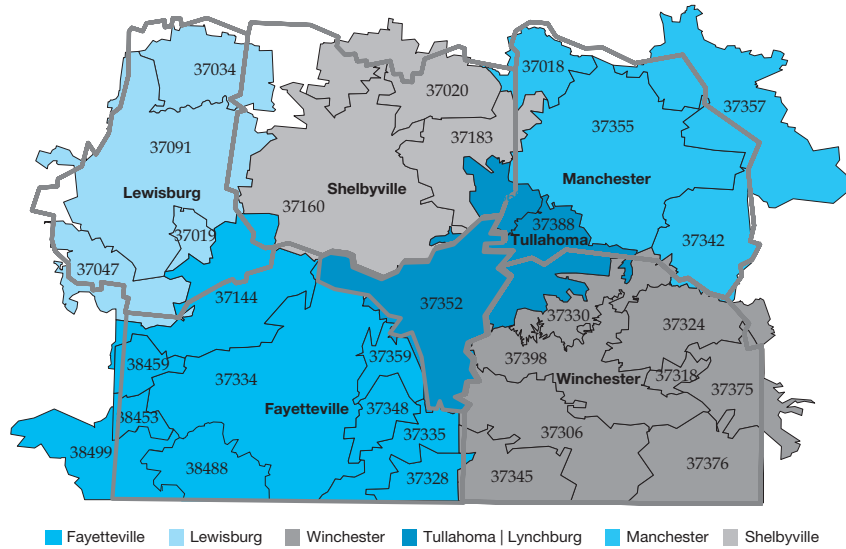 37034
37018
37020
37357
37183
37355
37091
Lewisburg
Shelbyville
Manchester
37160
37388
37019
Tullahoma
37342
37047
37144
37352
37330
37324
38459
37359
37398
37334
Winchester
37318
37375
Fayetteville
37348
38453
37335
37306
38499
38488
37328
37345
37376
Fayetteville
Lewisburg
Winchester
Tullahoma | Lynchburg
Manchester
Shelbyville